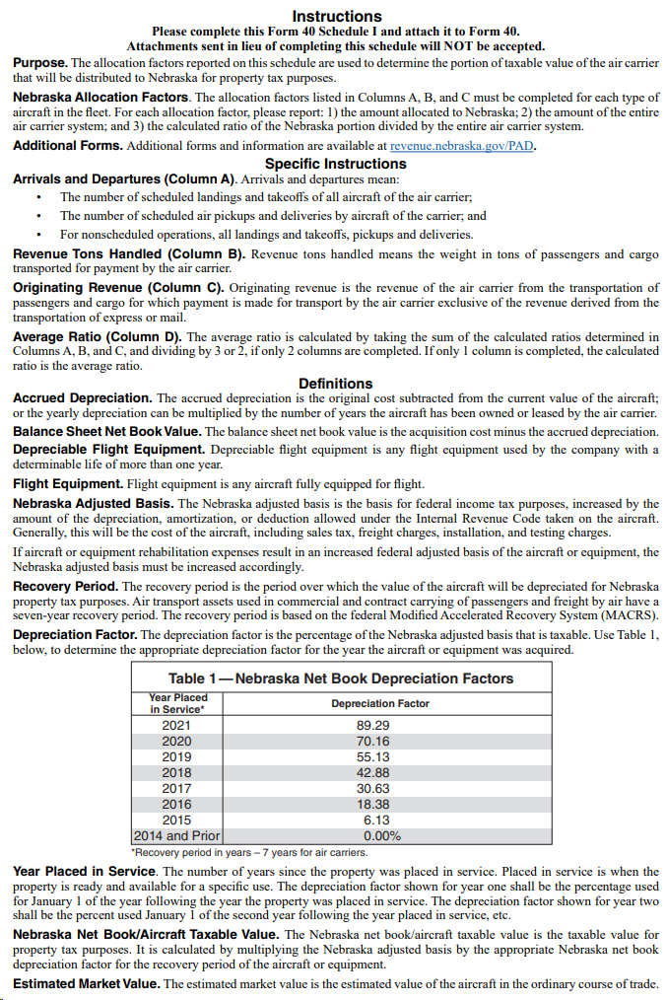 Instructions
Please complete this Form 40 Schedule I and attach it to Form 40.
Attachments sent in lieu of completing this schedule will NOT be accepted.
Purpose. The allocation factors reported on this schedule are used to determine the portion of taxable value of the air carrier
that will be distributed to Nebraska for property tax purposes.
Nebraska Allocation Factors. The allocation factors listed in Columns A, B, and C must be completed for each type of
aircraft in the fleet. For each allocation factor, please report: 1) the amount allocated to Nebraska; 2) the amount of the entire
air carrier system; and 3) the calculated ratio of the Nebraska portion divided by the entire air carrier system.
Additional Forms. Additional forms and information are available at revenue.nebraska.gov/PAD.
Specific Instructions
Arrivals and Departures (Column A). Arrivals and departures mean:
• The number of scheduled landings and takeoffs of all aircraft of the air carrier;
• The number of scheduled air pickups and deliveries by aircraft of the carrier; and
• For nonscheduled operations, all landings and takeoffs, pickups and deliveries.
Revenue Tons Handled (Column B). Revenue tons handled means the weight in tons of passengers and cargo
transported for payment by the air carrier.
Originating Revenue (Column C). Originating revenue is the revenue of the air carrier from the transportation of
passengers and cargo for which payment is made for transport by the air carrier exclusive of the revenue derived from the
transportation of express or mail.
Average Ratio (Column D). The average ratio is calculated by taking the sum of the calculated ratios determined in
Columns A, B, and C, and dividing by 3 or 2, if only 2 columns are completed. If only 1 column is completed, the calculated
ratio is the average ratio.
Definitions
Accrued Depreciation. The accrued depreciation is the original cost subtracted from the current value of the aircraft;
or the yearly depreciation can be multiplied by the number of years the aircraft has been owned or leased by the air carrier.
Balance Sheet Net Book Value. The balance sheet net book value is the acquisition cost minus the accrued depreciation.
Depreciable Flight Equipment. Depreciable flight equipment is any flight equipment used by the company with a
determinable life of more than one year.
Flight Equipment. Flight equipment is any aircraft fully equipped for flight.
Nebraska Adjusted Basis. The Nebraska adjusted basis is the basis for federal income tax purposes, increased by the
amount of the depreciation, amortization, or deduction allowed under the Internal Revenue Code taken on the aircraft.
Generally, this will be the cost of the aircraft, including sales tax, freight charges, installation, and testing charges.
If aircraft or equipment rehabilitation expenses result in an increased federal adjusted basis of the aircraft or equipment, the
Nebraska adjusted basis must be increased accordingly.
Recovery Period. The recovery period is the period over which the value of the aircraft will be depreciated for Nebraska
property tax purposes. Air transport assets used in commercial and contract carrying of passengers and freight by air have a
seven-year recovery period. The recovery period is based on the federal Modified Accelerated Recovery System (MACRS).
Depreciation Factor. The depreciation factor is the percentage of the Nebraska adjusted basis that is taxable. Use Table 1,
below, to determine the appropriate depreciation factor for the year the aircraft or equipment was acquired.
Table 1—Nebraska Net Book Depreciation Factors
Year Placed
in Service*
Depreciation Factor
2021 89.29
2020 70.16
2019 55.13
2018 42.88
2017 30.63
2016 18.38
2015 6.13
2014 and Prior 0.00%
*Recovery period in years – 7 years for air carriers.
Year Placed in Service. The number of years since the property was placed in service. Placed in service is when the
property is ready and available for a specific use. The depreciation factor shown for year one shall be the percentage used
for January 1 of the year following the year the property was placed in service. The depreciation factor shown for year two
shall be the percent used January 1 of the second year following the year placed in service, etc.
Nebraska Net Book/Aircraft Taxable Value. The Nebraska net book/aircraft taxable value is the taxable value for
property tax purposes. It is calculated by multiplying the Nebraska adjusted basis by the appropriate Nebraska net book
depreciation factor for the recovery period of the aircraft or equipment.
Estimated Market Value. The estimated market value is the estimated value of the aircraft in the ordinary course of trade.